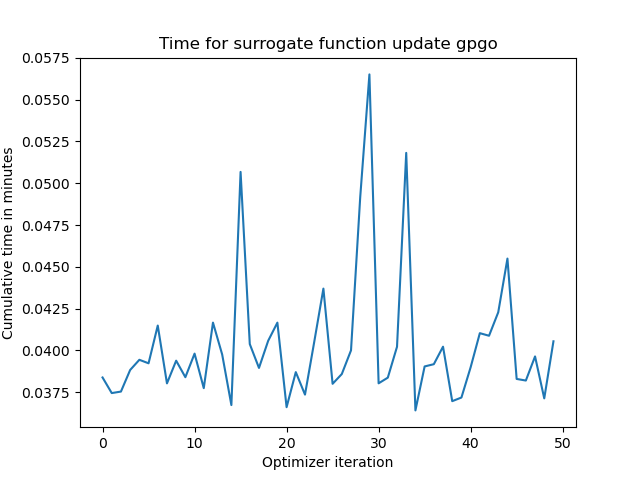 Time for surrogate function update gpgo
Cumulative time in minutes
0.0575
0.0550
0.0525
0.0500
0.0475
0.0450
0.0425
0.0400
0.0375
0 10 20 30 40 50
Optimizer iteration